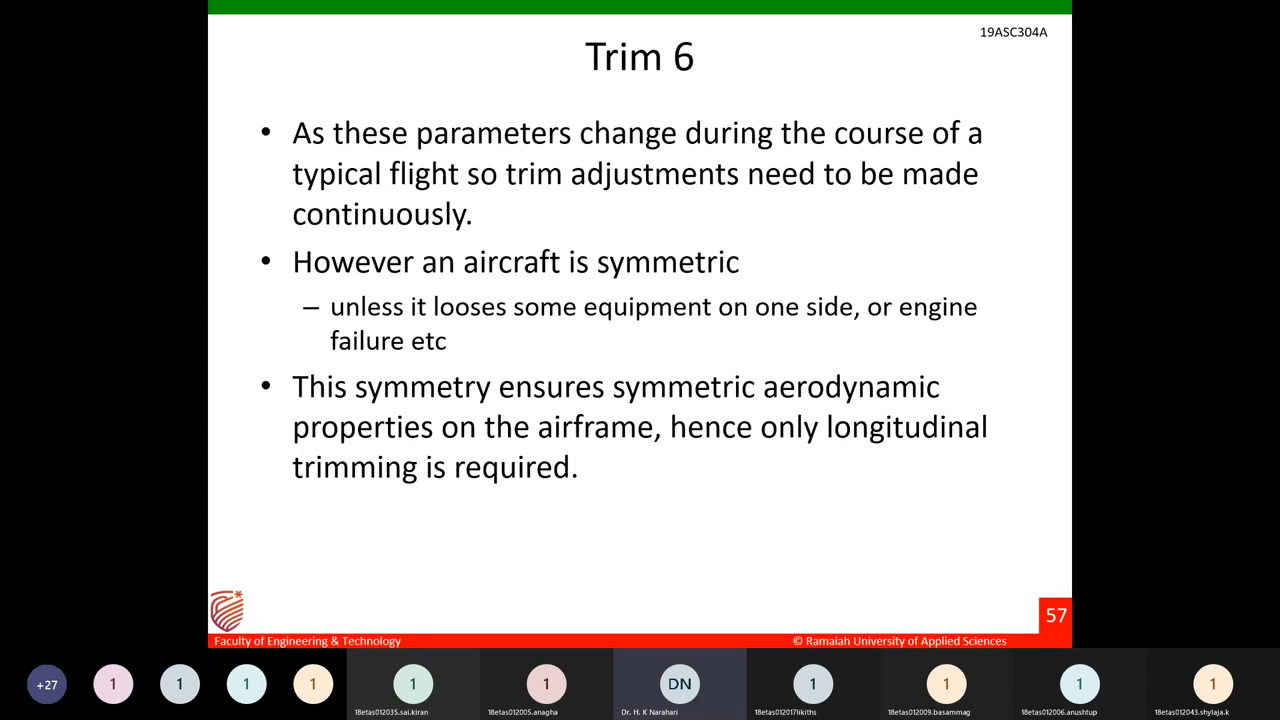 19ASC304A
Trim 6
• As these parameters change during the course of a
typical flight so trim adjustments need to be made
continuously.
• However an aircraft is symmetric
– unless it looses some equipment on one side, or engine
failure etc
• This symmetry ensures symmetric aerodynamic
properties on the airframe, hence only longitudinal
trimming is required.
57
Faculty of Engineering & Technology © Ramaiah University of Applied Sciences
+27 1 1 1 1 1 1 DN 1 1 1 1
18etas012035.sai.kiran 18etas012005.anagha Dr. H. K Narahari 18etas012017likiths 18etas012009.basammag 18etas012006.anushtup 18etas012043.shylaja.k